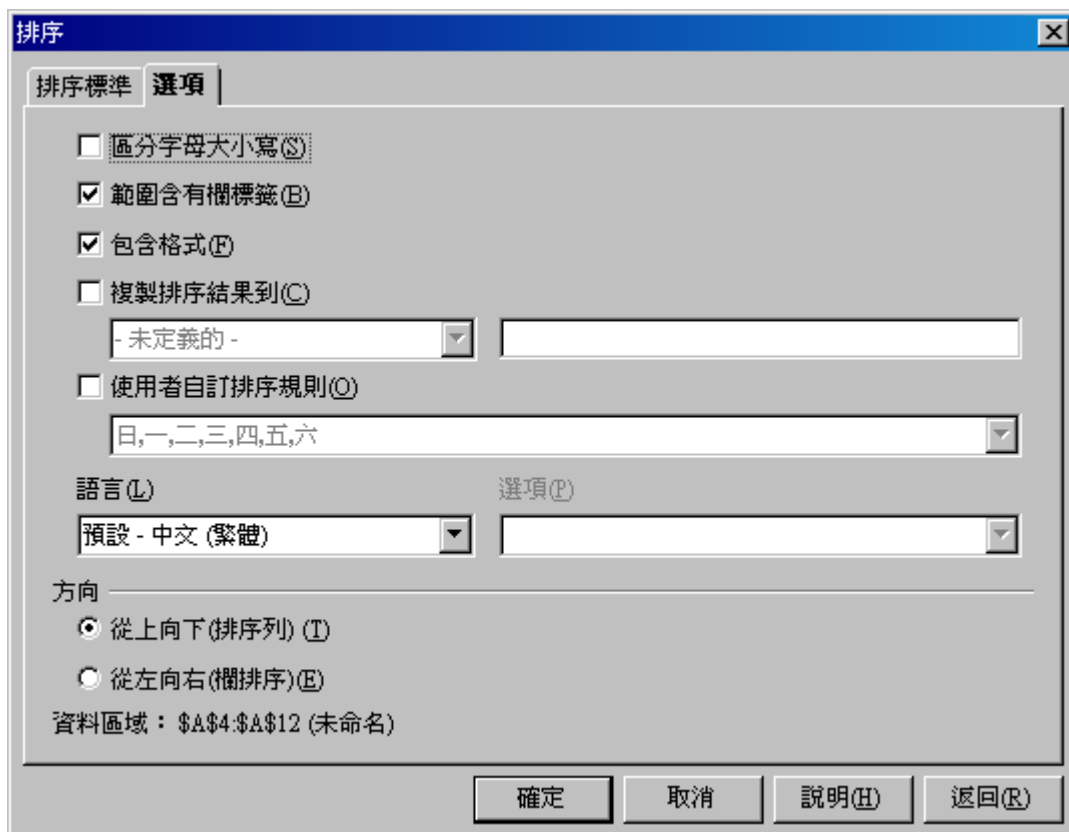 排序
排序標準 選項
區分字母大小寫(S)
範圍含有欄標籤(B)
包含格式(F)
複製排序結果到(C)
- 未定義的 -
使用者自訂排序規則(O)
日,一,二,三,四,五,六
語言(L) 選項(P)
預設 - 中文 (繁體)
方向
從上向下(排序列) (T)
從左向右(欄排序)(E)
資料區域： $A$4:$A$12 (未命名)
確定 取消 說明(H) 返回(R)